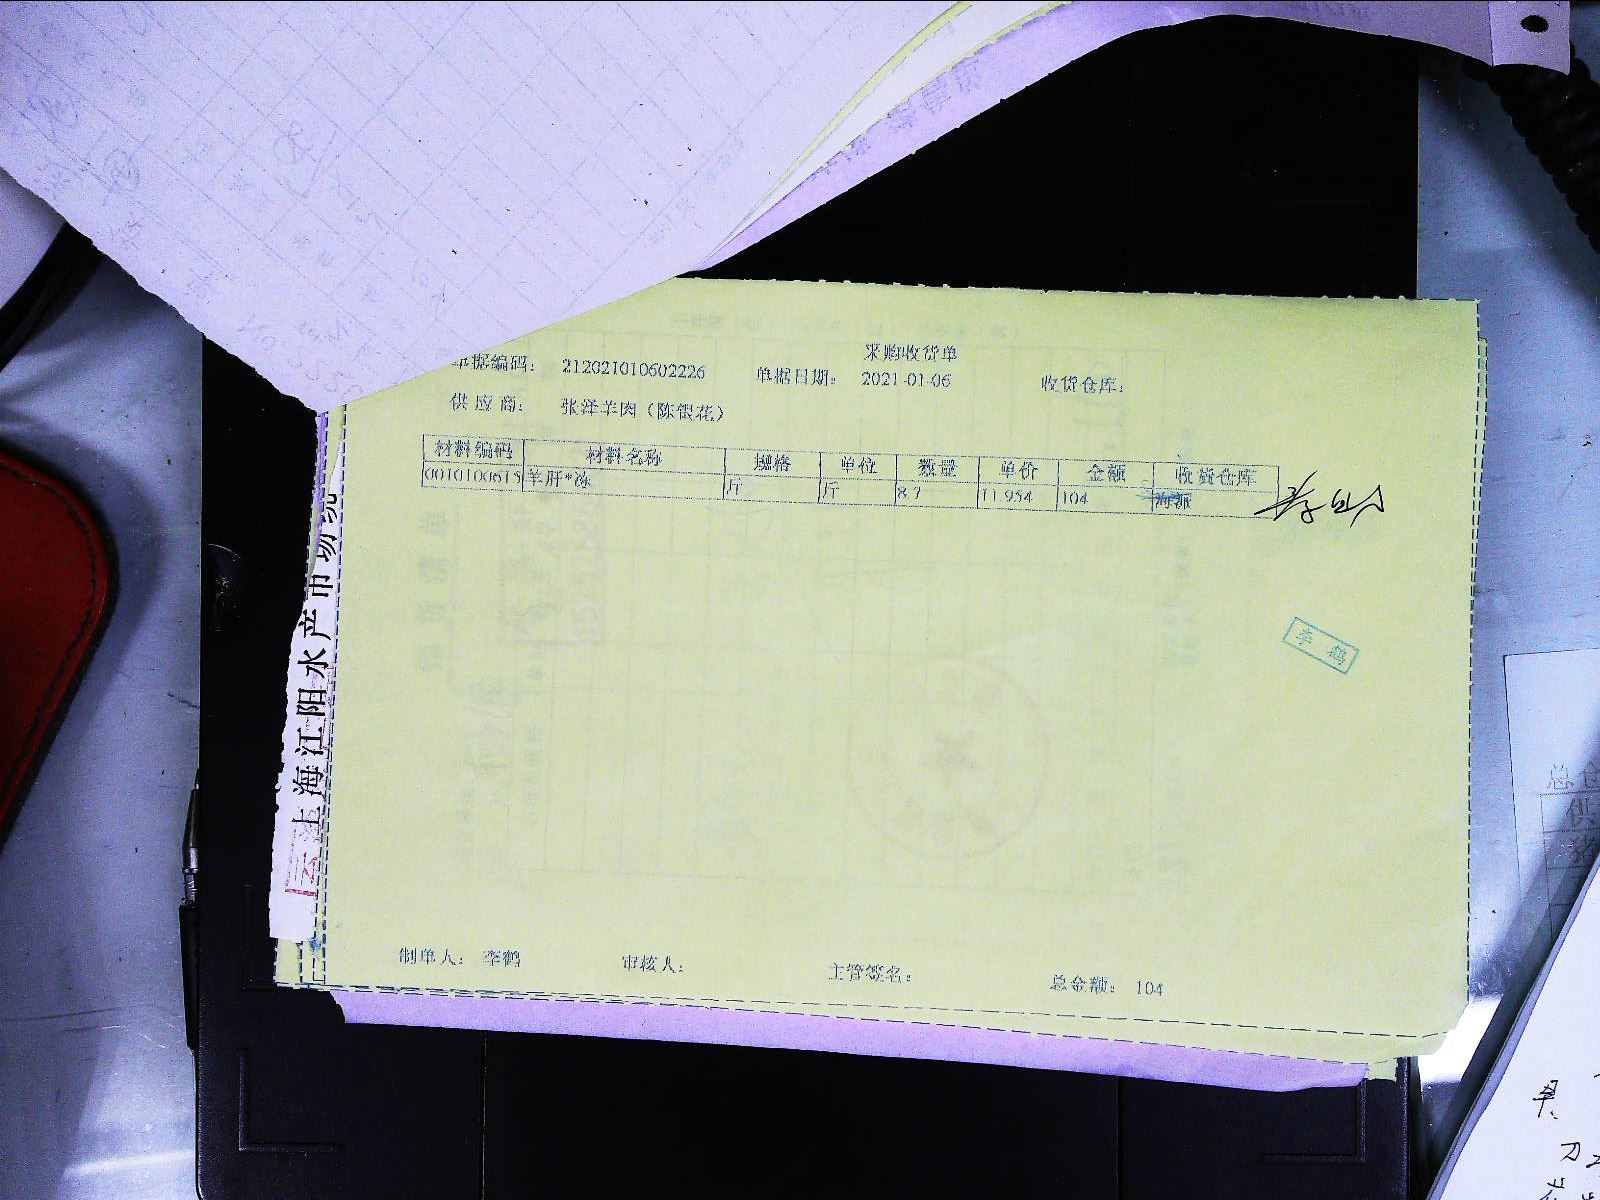 采购收货单
单据编码： 212021010602226 单据日期： 2021-01-06 收货仓库：
供应商： 张泽羊肉（陈银花）
材料编码 材料名称 规格 单位 数量 单价 金额 收货仓库
0010100615 羊肝*冻 斤 斤 8.7 11.954 104
李鹤
制单人： 李鹤 审核人： 主管签名： 总金额： 104
上海江阳水产市场